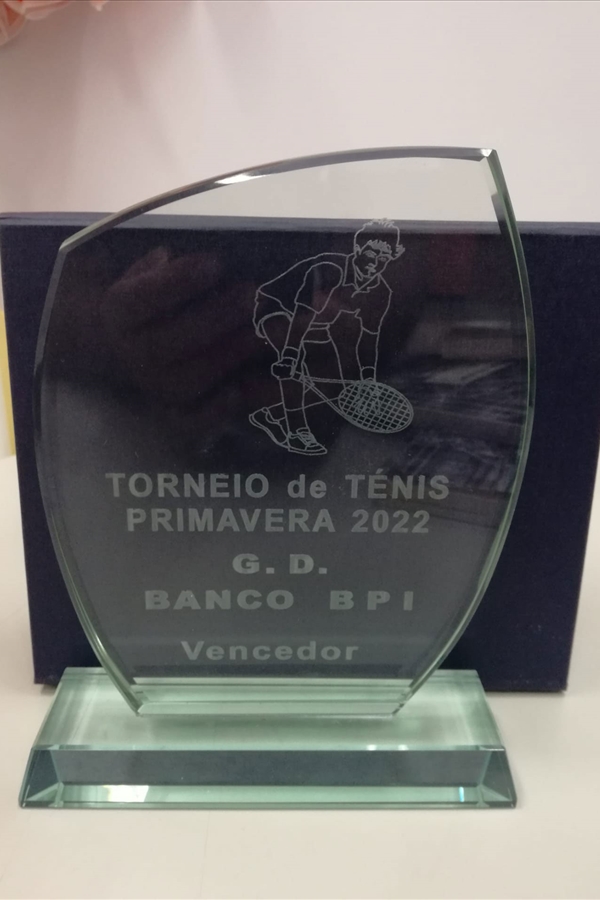 TORNEIO de TÉNIS
PRIMAVERA 2022
G. D.
BANCO BPI
Vencedor